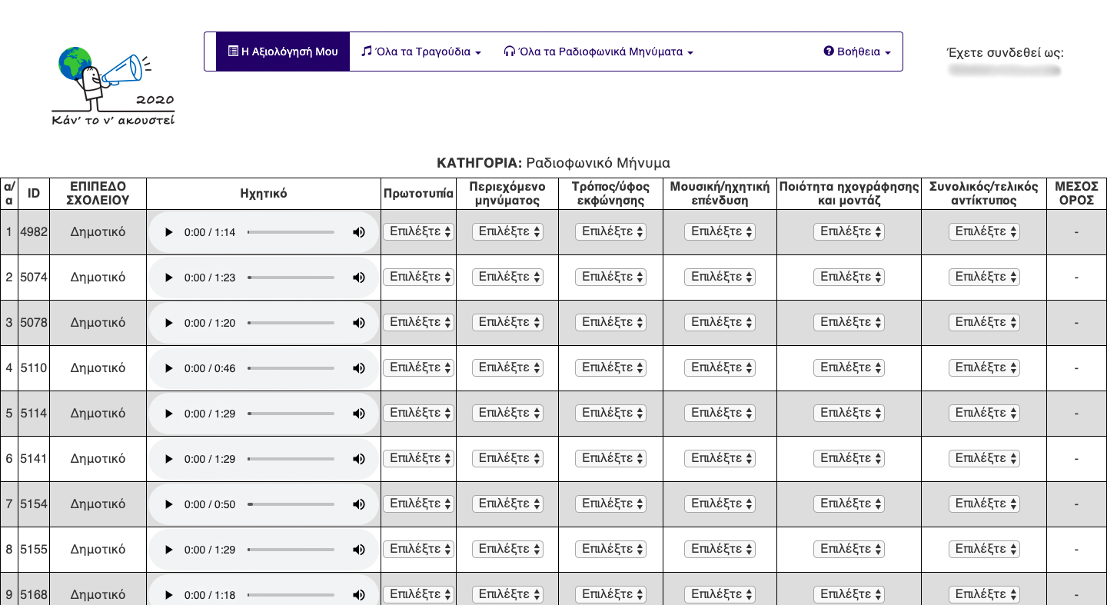 Η Αξιολόγησή Μου
Όλα τα Τραγούδια
Όλα τα Ραδιοφωνικά Μηνύματα
Βοήθεια
Έχετε συνδεθεί ως:
2020
Κάν' το ν' ακουστεί
ΚΑΤΗΓΟΡΙΑ: Ραδιοφωνικό Μήνυμα
α/α ID ΕΠΙΠΕΔΟ ΣΧΟΛΕΙΟΥ Ηχητικό Πρωτοτυπία Περιεχόμενο μηνύματος Τρόπος/ύφος εκφώνησης Μουσική/ηχητική επένδυση Ποιότητα ηχογράφησης και μοντάζ Συνολικός/τελικός αντίκτυπος ΜΕΣΟΣ ΟΡΟΣ
1 4982 Δημοτικό 0:00 / 1:14 Επιλέξτε Επιλέξτε Επιλέξτε Επιλέξτε Επιλέξτε Επιλέξτε -
2 5074 Δημοτικό 0:00 / 1:23 Επιλέξτε Επιλέξτε Επιλέξτε Επιλέξτε Επιλέξτε Επιλέξτε -
3 5078 Δημοτικό 0:00 / 1:20 Επιλέξτε Επιλέξτε Επιλέξτε Επιλέξτε Επιλέξτε Επιλέξτε -
4 5110 Δημοτικό 0:00 / 0:46 Επιλέξτε Επιλέξτε Επιλέξτε Επιλέξτε Επιλέξτε Επιλέξτε -
5 5114 Δημοτικό 0:00 / 1:29 Επιλέξτε Επιλέξτε Επιλέξτε Επιλέξτε Επιλέξτε Επιλέξτε -
6 5141 Δημοτικό 0:00 / 1:29 Επιλέξτε Επιλέξτε Επιλέξτε Επιλέξτε Επιλέξτε Επιλέξτε -
7 5154 Δημοτικό 0:00 / 0:50 Επιλέξτε Επιλέξτε Επιλέξτε Επιλέξτε Επιλέξτε Επιλέξτε -
8 5155 Δημοτικό 0:00 / 1:29 Επιλέξτε Επιλέξτε Επιλέξτε Επιλέξτε Επιλέξτε Επιλέξτε -
9 5168 Δημοτικό 0:00 / 1:18 Επιλέξτε Επιλέξτε Επιλέξτε Επιλέξτε Επιλέξτε Επιλέξτε -